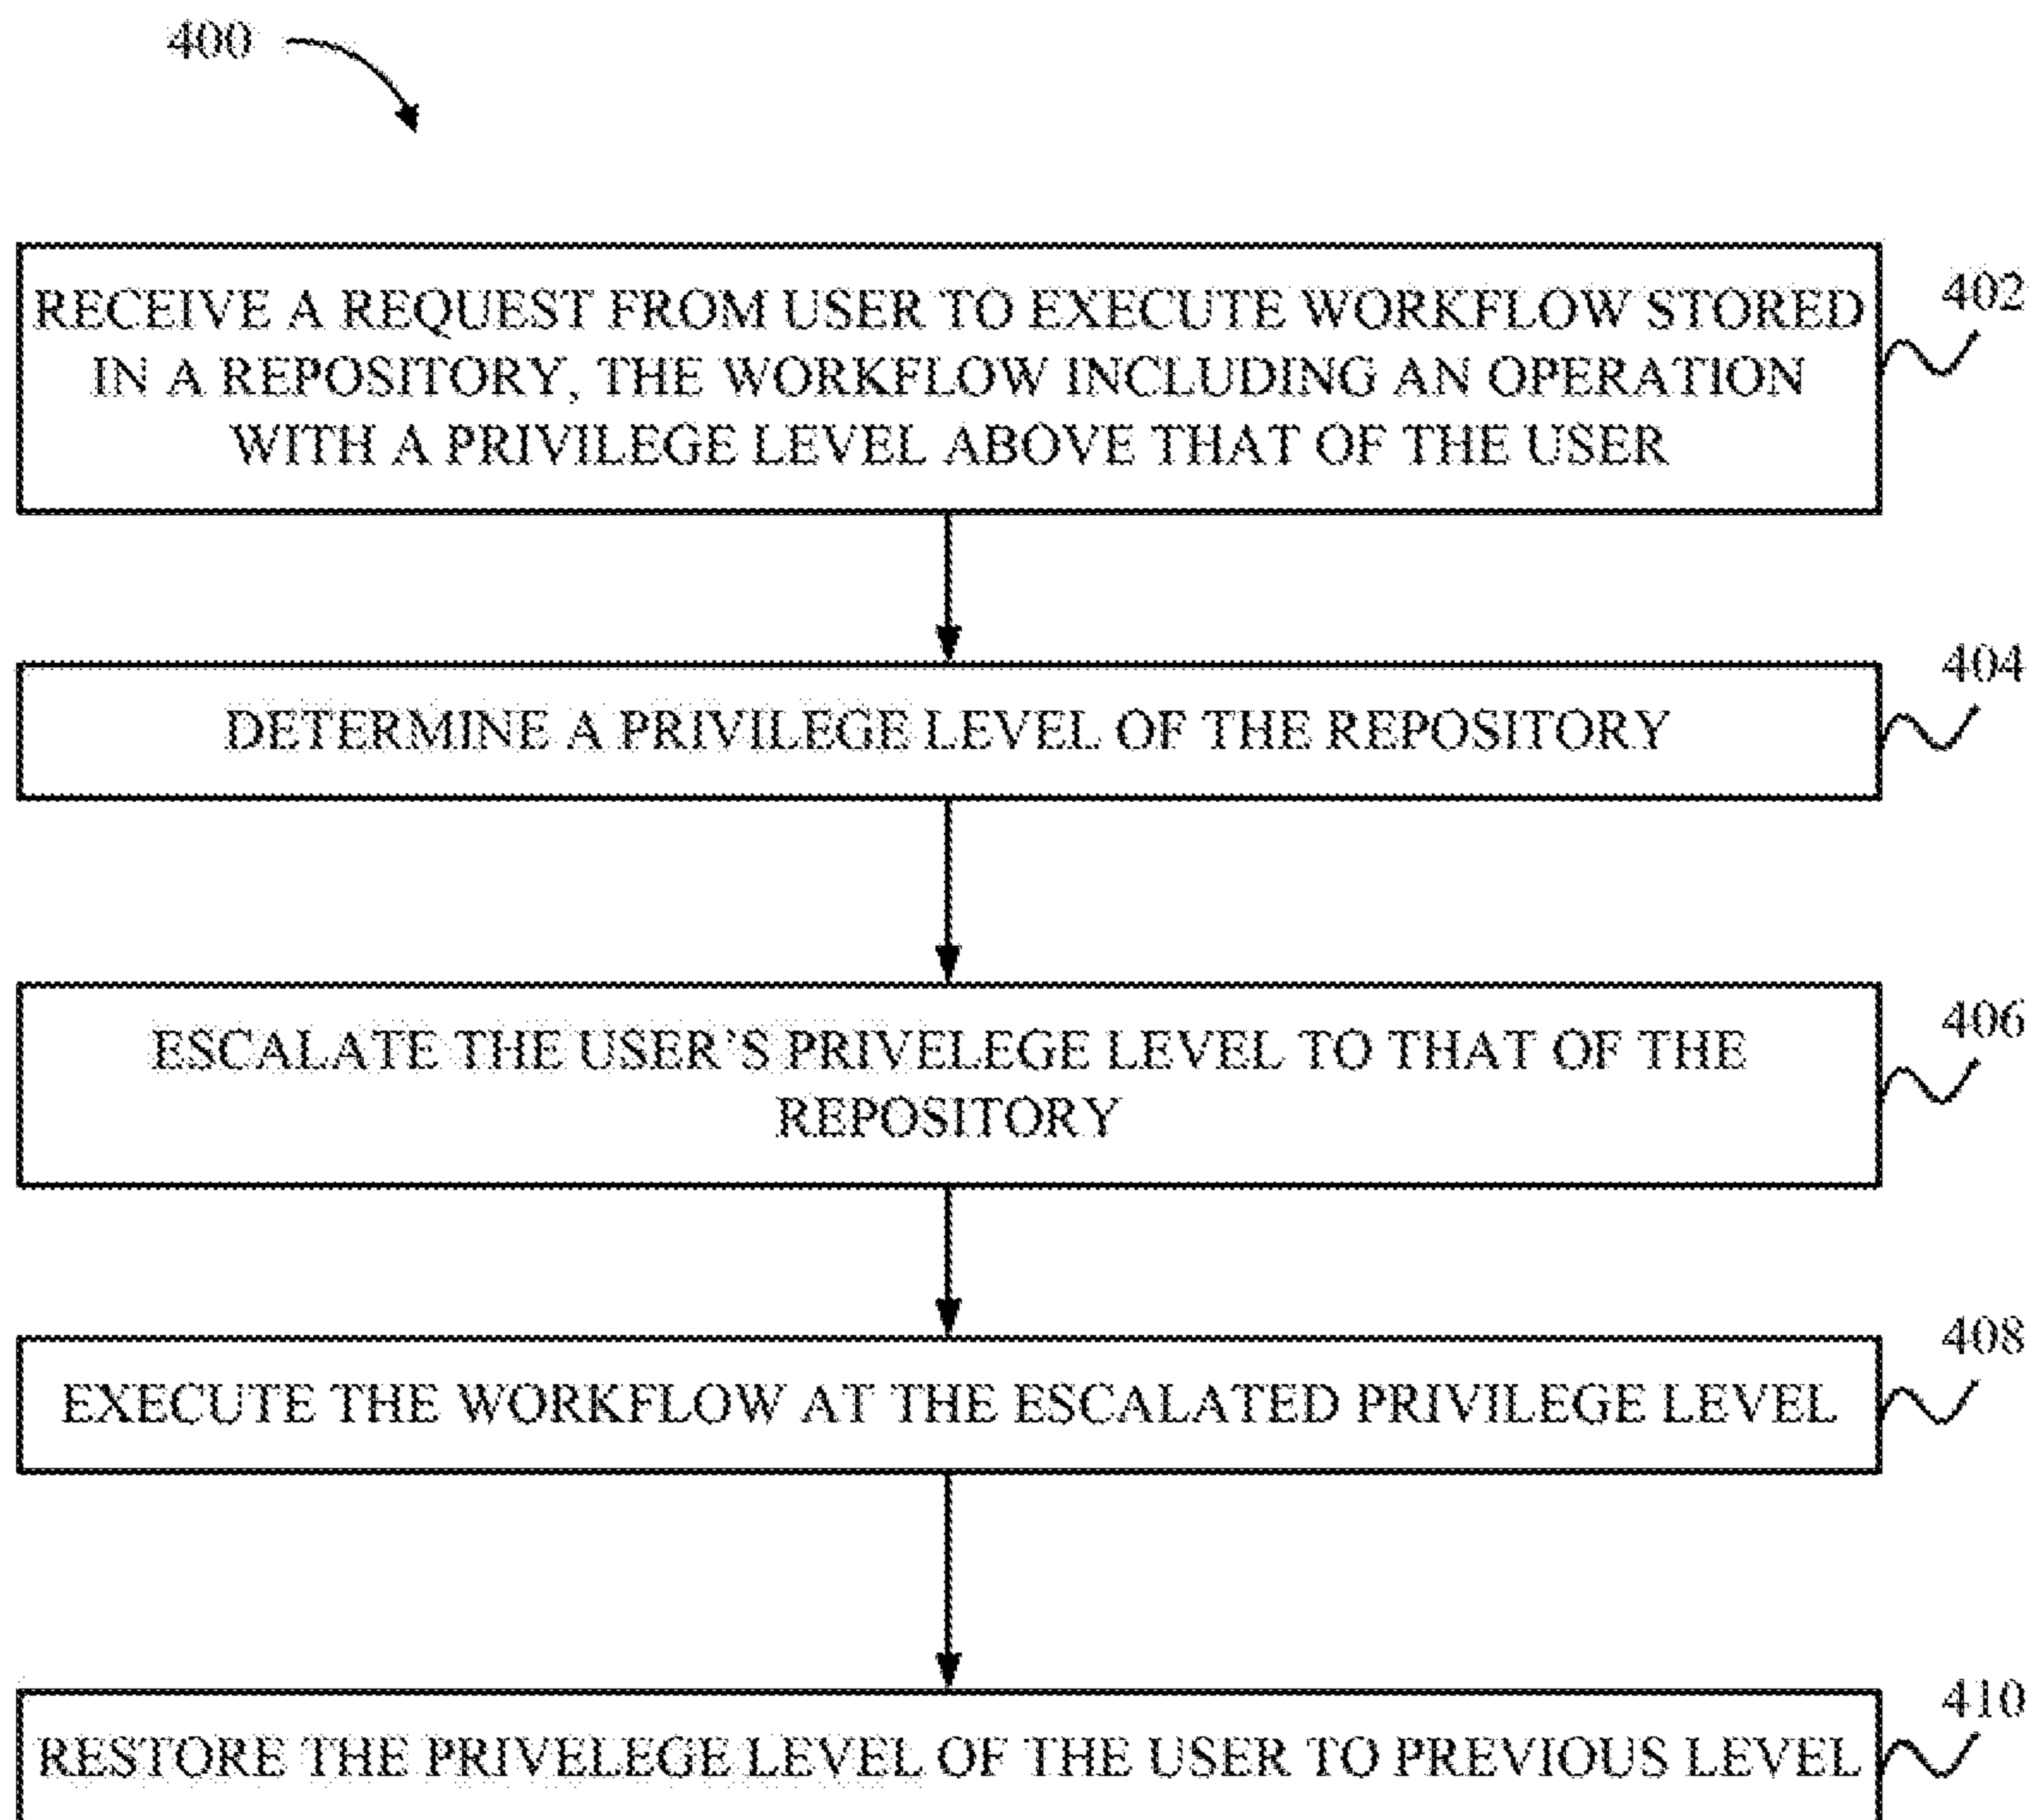 400
RECEIVE A REQUEST FROM USER TO EXECUTE WORKFLOW STORED
IN A REPOSITORY, THE WORKFLOW INCLUDING AN OPERATION
WITH A PRIVILEGE LEVEL ABOVE THAT OF THE USER
402
DETERMINE A PRIVILEGE LEVEL OF THE REPOSITORY
404
ESCALATE THE USER'S PRIVELEGE LEVEL TO THAT OF THE
REPOSITORY
406
EXECUTE THE WORKFLOW AT THE ESCALATED PRIVILEGE LEVEL
408
RESTORE THE PRIVELEGE LEVEL OF THE USER TO PREVIOUS LEVEL
410